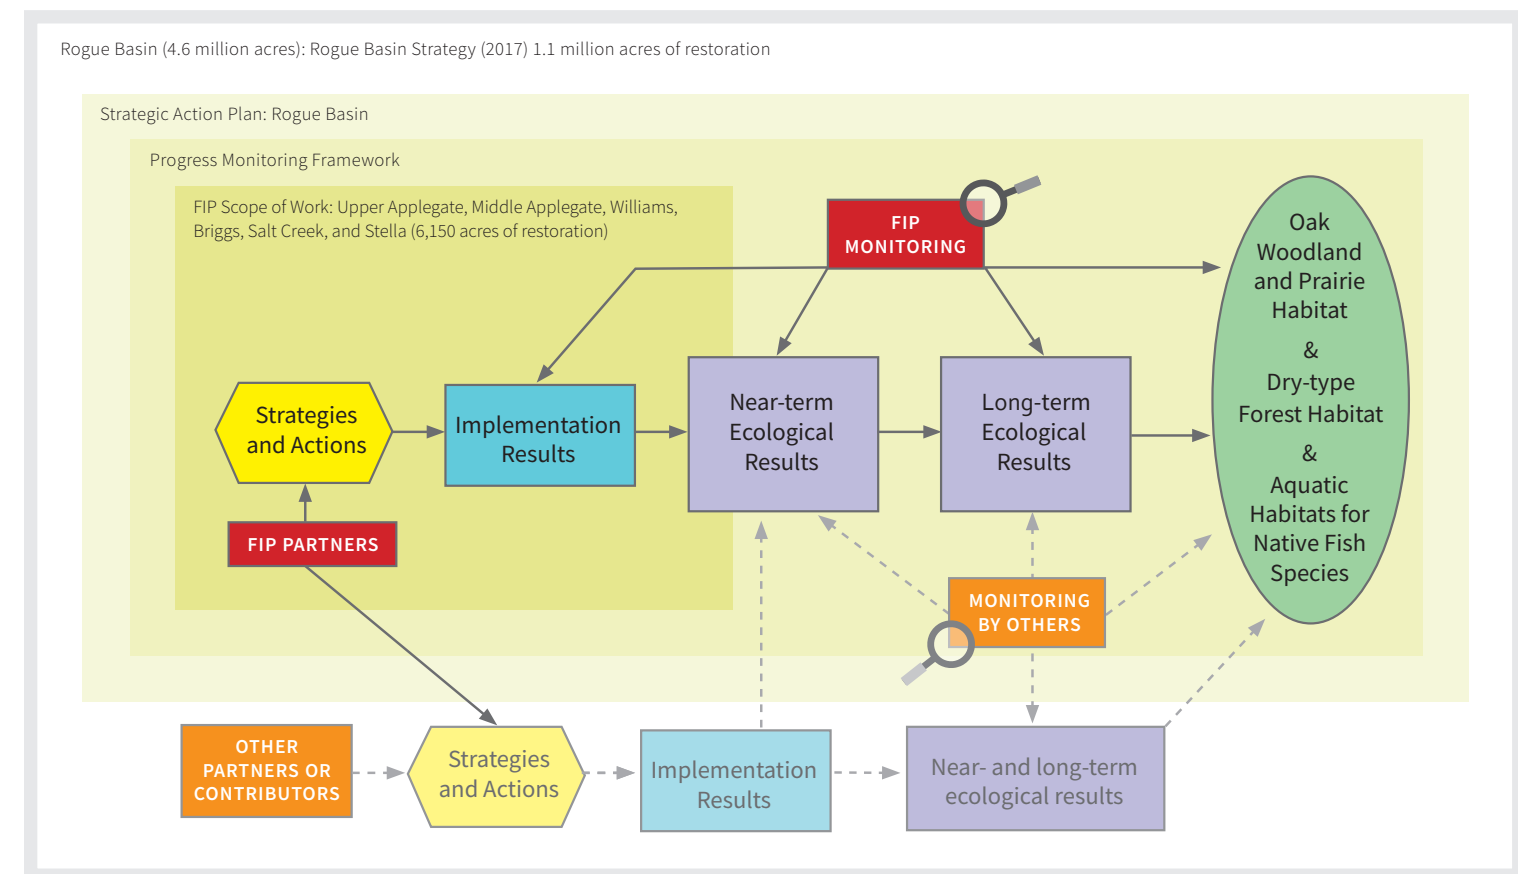 Rogue Basin (4.6 million acres): Rogue Basin Strategy (2017) 1.1 million acres of restoration
Strategic Action Plan: Rogue Basin
Progress Monitoring Framework
FIP Scope of Work: Upper Applegate, Middle Applegate, Williams,
Briggs, Salt Creek, and Stella (6,150 acres of restoration)
FIP
MONITORING
Strategies
and Actions
Implementation
Results
Near-term
Ecological
Results
Long-term
Ecological
Results
Oak
Woodland
and Prairie
Habitat
&
Dry-type
Forest Habitat
&
Aquatic
Habitats for
Native Fish
Species
FIP PARTNERS
MONITORING
BY OTHERS
OTHER
PARTNERS OR
CONTRIBUTORS
Strategies
and Actions
Implementation
Results
Near- and long-term
ecological results